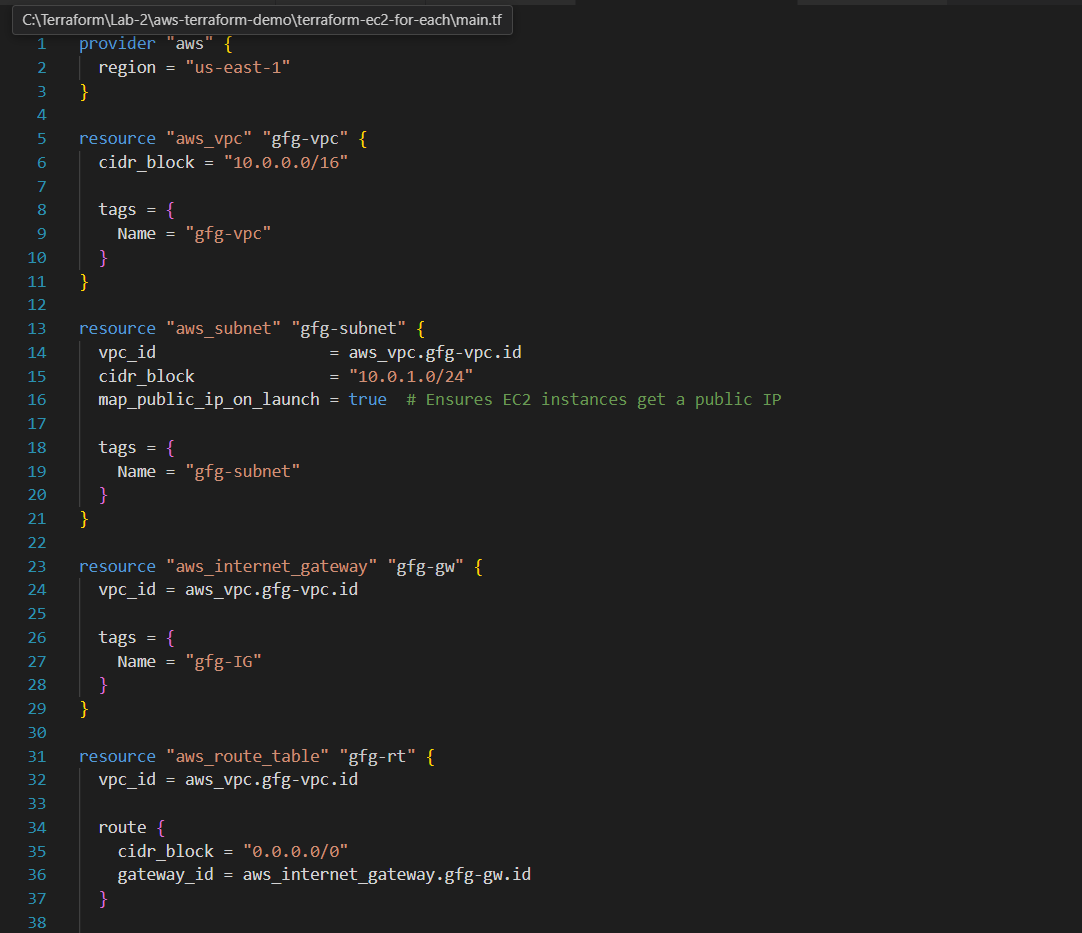 C:\Terraform\Lab-2\aws-terraform-demo\terraform-ec2-for-each\main.tf
1 provider "aws" {
2   region = "us-east-1"
3 }
4
5 resource "aws_vpc" "gfg-vpc" {
6   cidr_block = "10.0.0.0/16"
7
8   tags = {
9     Name = "gfg-vpc"
10   }
11 }
12
13 resource "aws_subnet" "gfg-subnet" {
14   vpc_id                  = aws_vpc.gfg-vpc.id
15   cidr_block              = "10.0.1.0/24"
16   map_public_ip_on_launch = true  # Ensures EC2 instances get a public IP
17
18   tags = {
19     Name = "gfg-subnet"
20   }
21 }
22
23 resource "aws_internet_gateway" "gfg-gw" {
24   vpc_id = aws_vpc.gfg-vpc.id
25
26   tags = {
27     Name = "gfg-IG"
28   }
29 }
30
31 resource "aws_route_table" "gfg-rt" {
32   vpc_id = aws_vpc.gfg-vpc.id
33
34   route {
35     cidr_block = "0.0.0.0/0"
36     gateway_id = aws_internet_gateway.gfg-gw.id
37   }
38